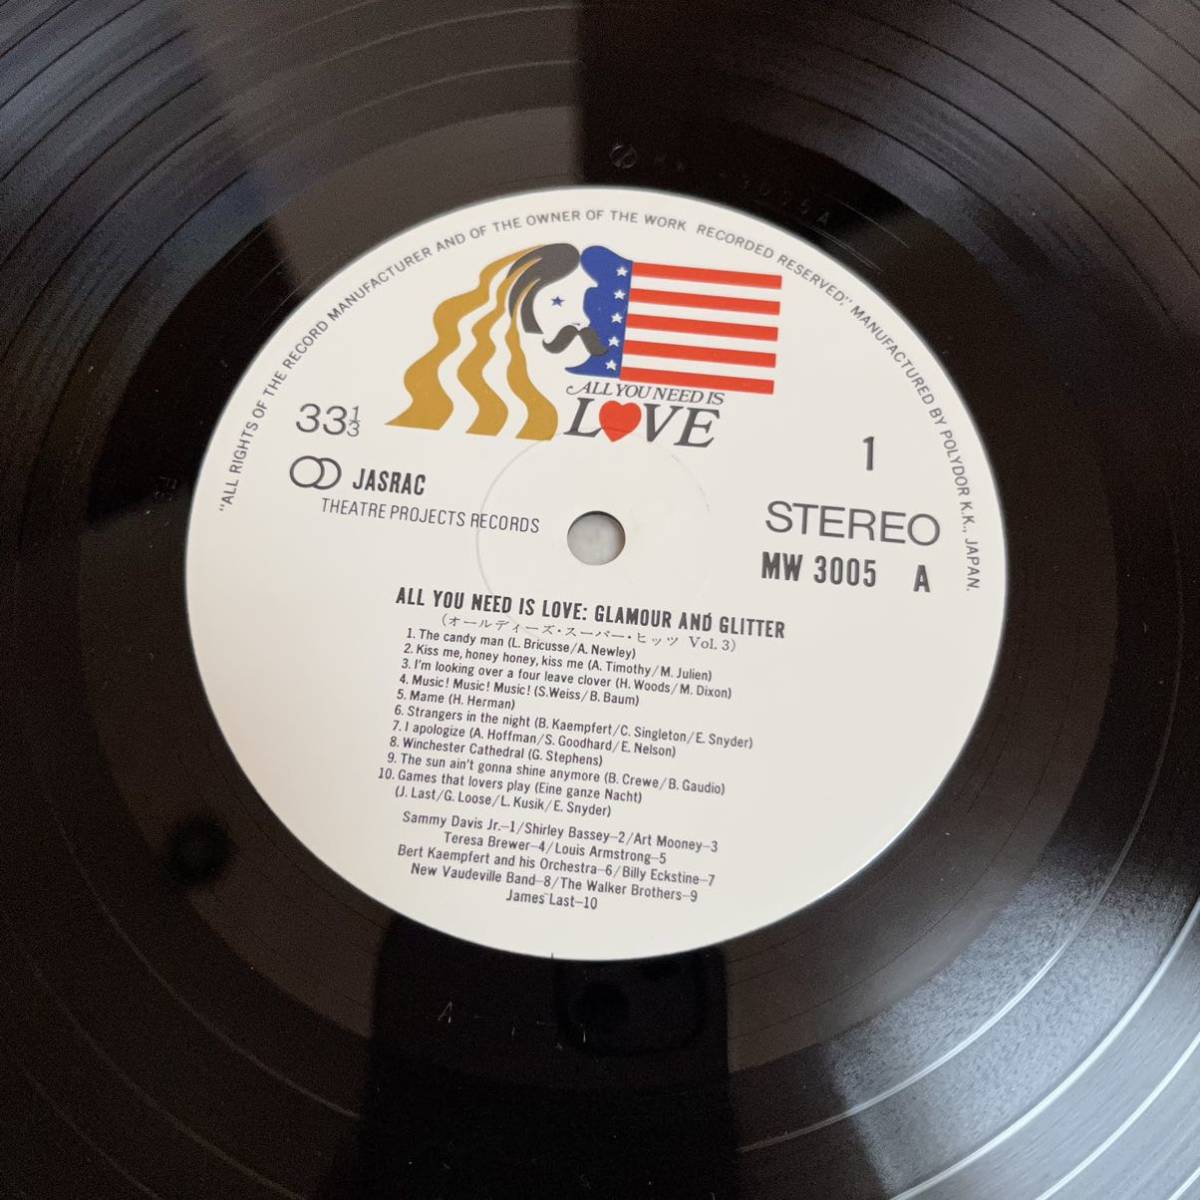 "ALL RIGHTS OF THE RECORD MANUFACTURER AND OF THE OWNER OF THE WORK RECORDED RESERVED." MANUFACTURED BY POLYDOR K.K., JAPAN.
ALL YOU NEED IS
LOVE
33 1/3
1
JASRAC
THEATRE PROJECTS RECORDS
STEREO
MW 3005 A
ALL YOU NEED IS LOVE: GLAMOUR AND GLITTER
(オールディーズ・スーパー・ヒッツ Vol. 3)
1. The candy man (L. Bricusse/A. Newley)
2. Kiss me, honey honey, kiss me (A. Timothy/M. Julien)
3. I'm looking over a four leave clover (H. Woods/M. Dixon)
4. Music! Music! Music! (S.Weiss/B. Baum)
5. Mame (H. Herman)
6. Strangers in the night (B. Kaempfert/C. Singleton/E. Snyder)
7. I apologize (A. Hoffman/S. Goodhard/E. Nelson)
8. Winchester Cathedral (G. Stephens)
9. The sun ain't gonna shine anymore (B. Crewe/B. Gaudio)
10. Games that lovers play (Eine ganze Nacht)
(J. Last/G. Loose/L. Kusik/E. Snyder)
Sammy Davis Jr.–1/Shirley Bassey–2/Art Mooney–3
Teresa Brewer–4/Louis Armstrong–5
Bert Kaempfert and his Orchestra–6/Billy Eckstine–7
New Vaudeville Band–8/The Walker Brothers–9
James Last–10